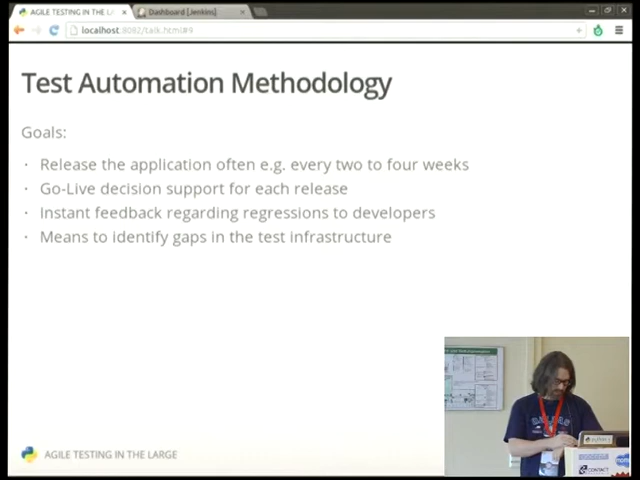 AGILE TESTING IN THE LAR
Dashboard [Jenkins]
localhost:8082/talk.html#9
Test Automation Methodology
Goals:
· Release the application often e.g. every two to four weeks
· Go-Live decision support for each release
· Instant feedback regarding regressions to developers
· Means to identify gaps in the test infrastructure
AGILE TESTING IN THE LARGE
CONTACT